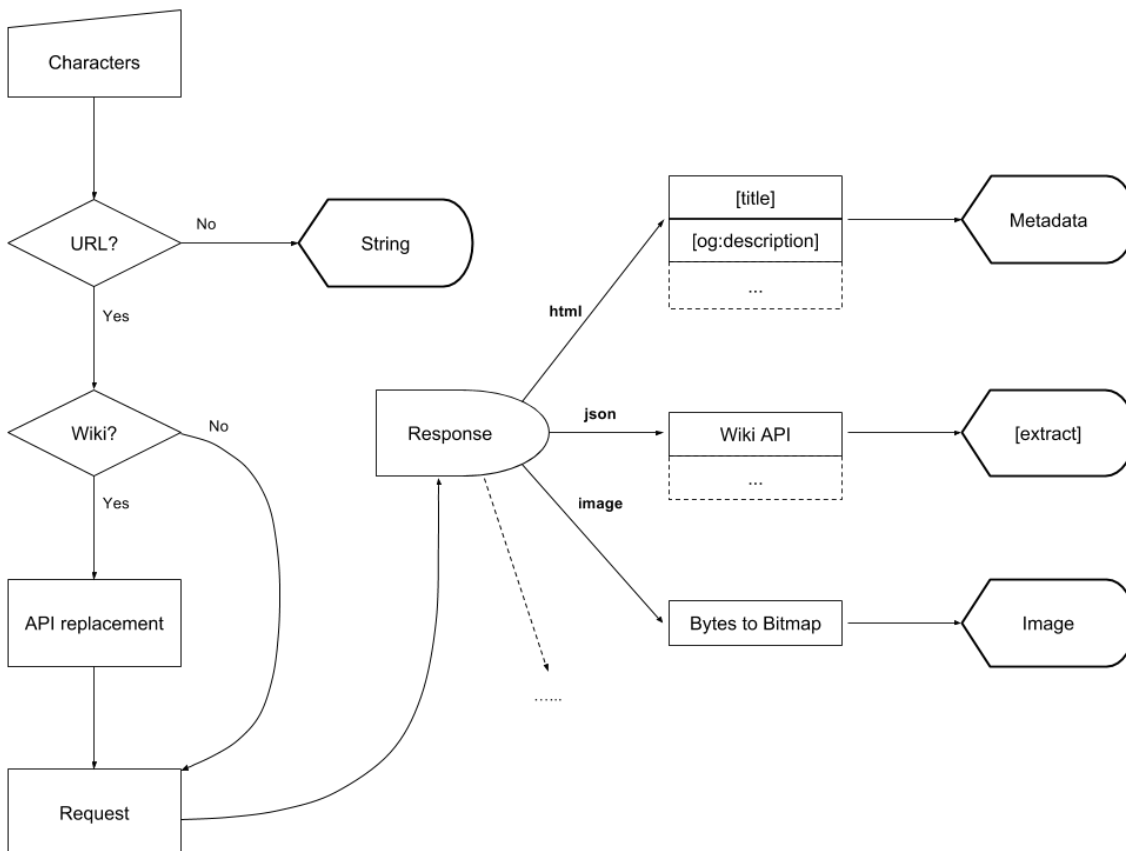 Characters
URL?
No
String
Yes
Wiki?
No
Yes
API replacement
Request
Response
html
[title]
[og:description]
...
Metadata
json
Wiki API
...
[extract]
image
Bytes to Bitmap
Image
......